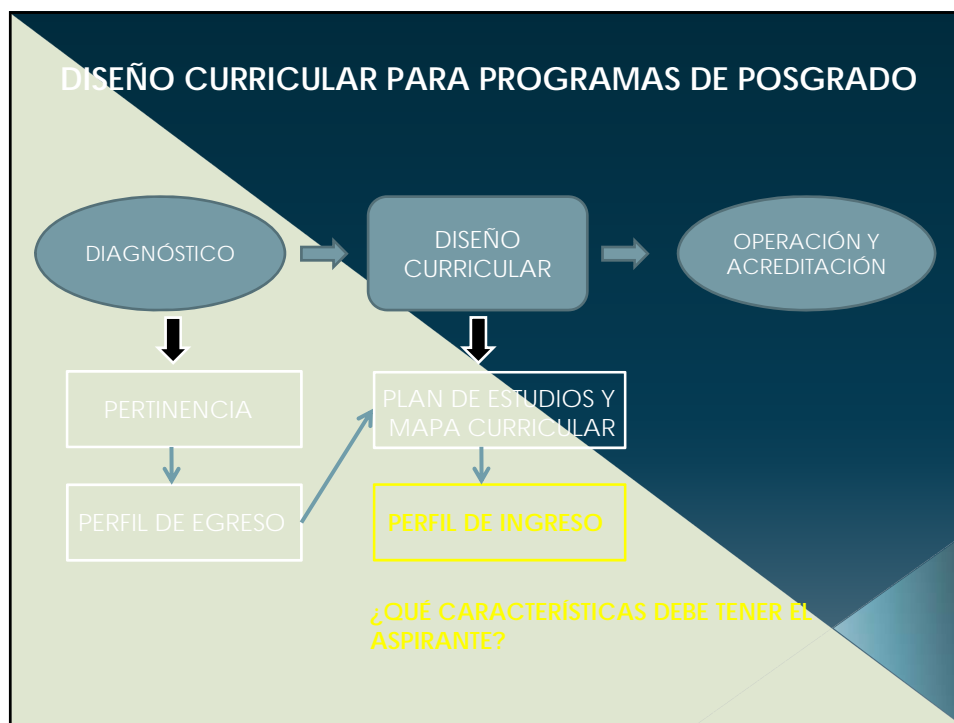 DISEÑO CURRICULAR PARA PROGRAMAS DE POSGRADO
DIAGNÓSTICO
DISEÑO
CURRICULAR
OPERACIÓN Y
ACREDITACIÓN
PERTINENCIA
PLAN DE ESTUDIOS Y
MAPA CURRICULAR
PERFIL DE EGRESO
PERFIL DE INGRESO
¿QUÉ CARACTERÍSTICAS DEBE TENER EL
ASPIRANTE?